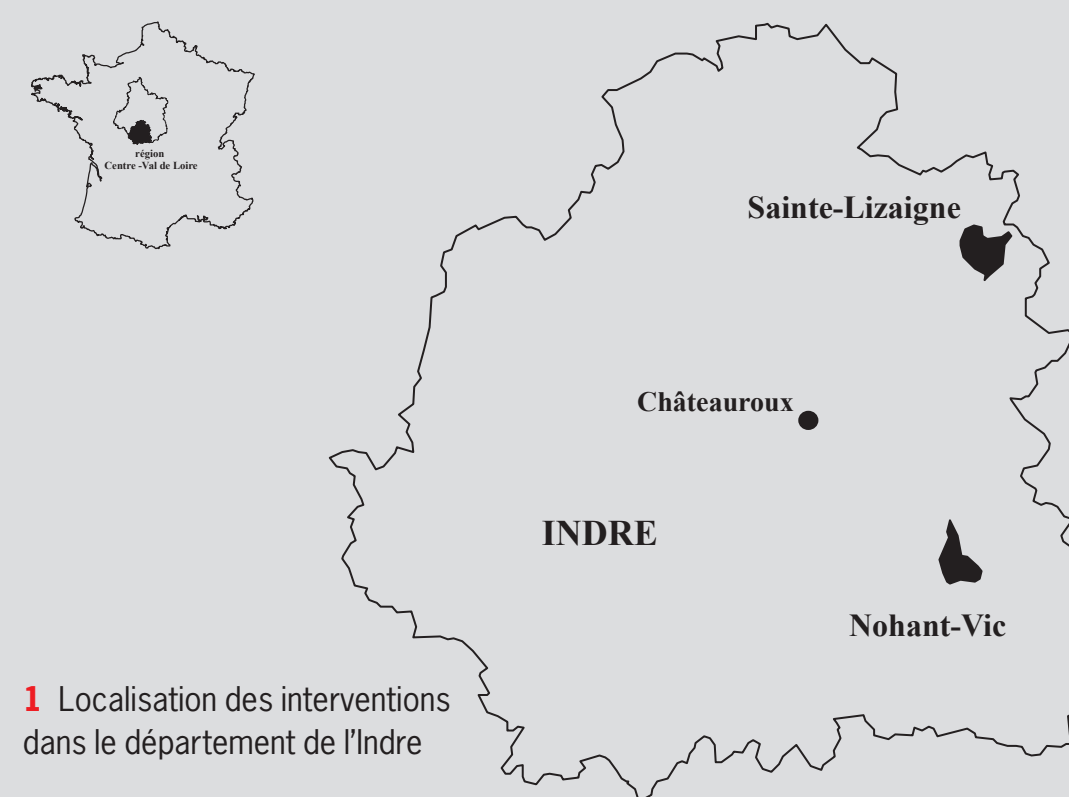 région
Centre -Val de Loire
Sainte-Lizaigne
Châteauroux
INDRE
Nohant-Vic
1 Localisation des interventions
dans le département de l'Indre